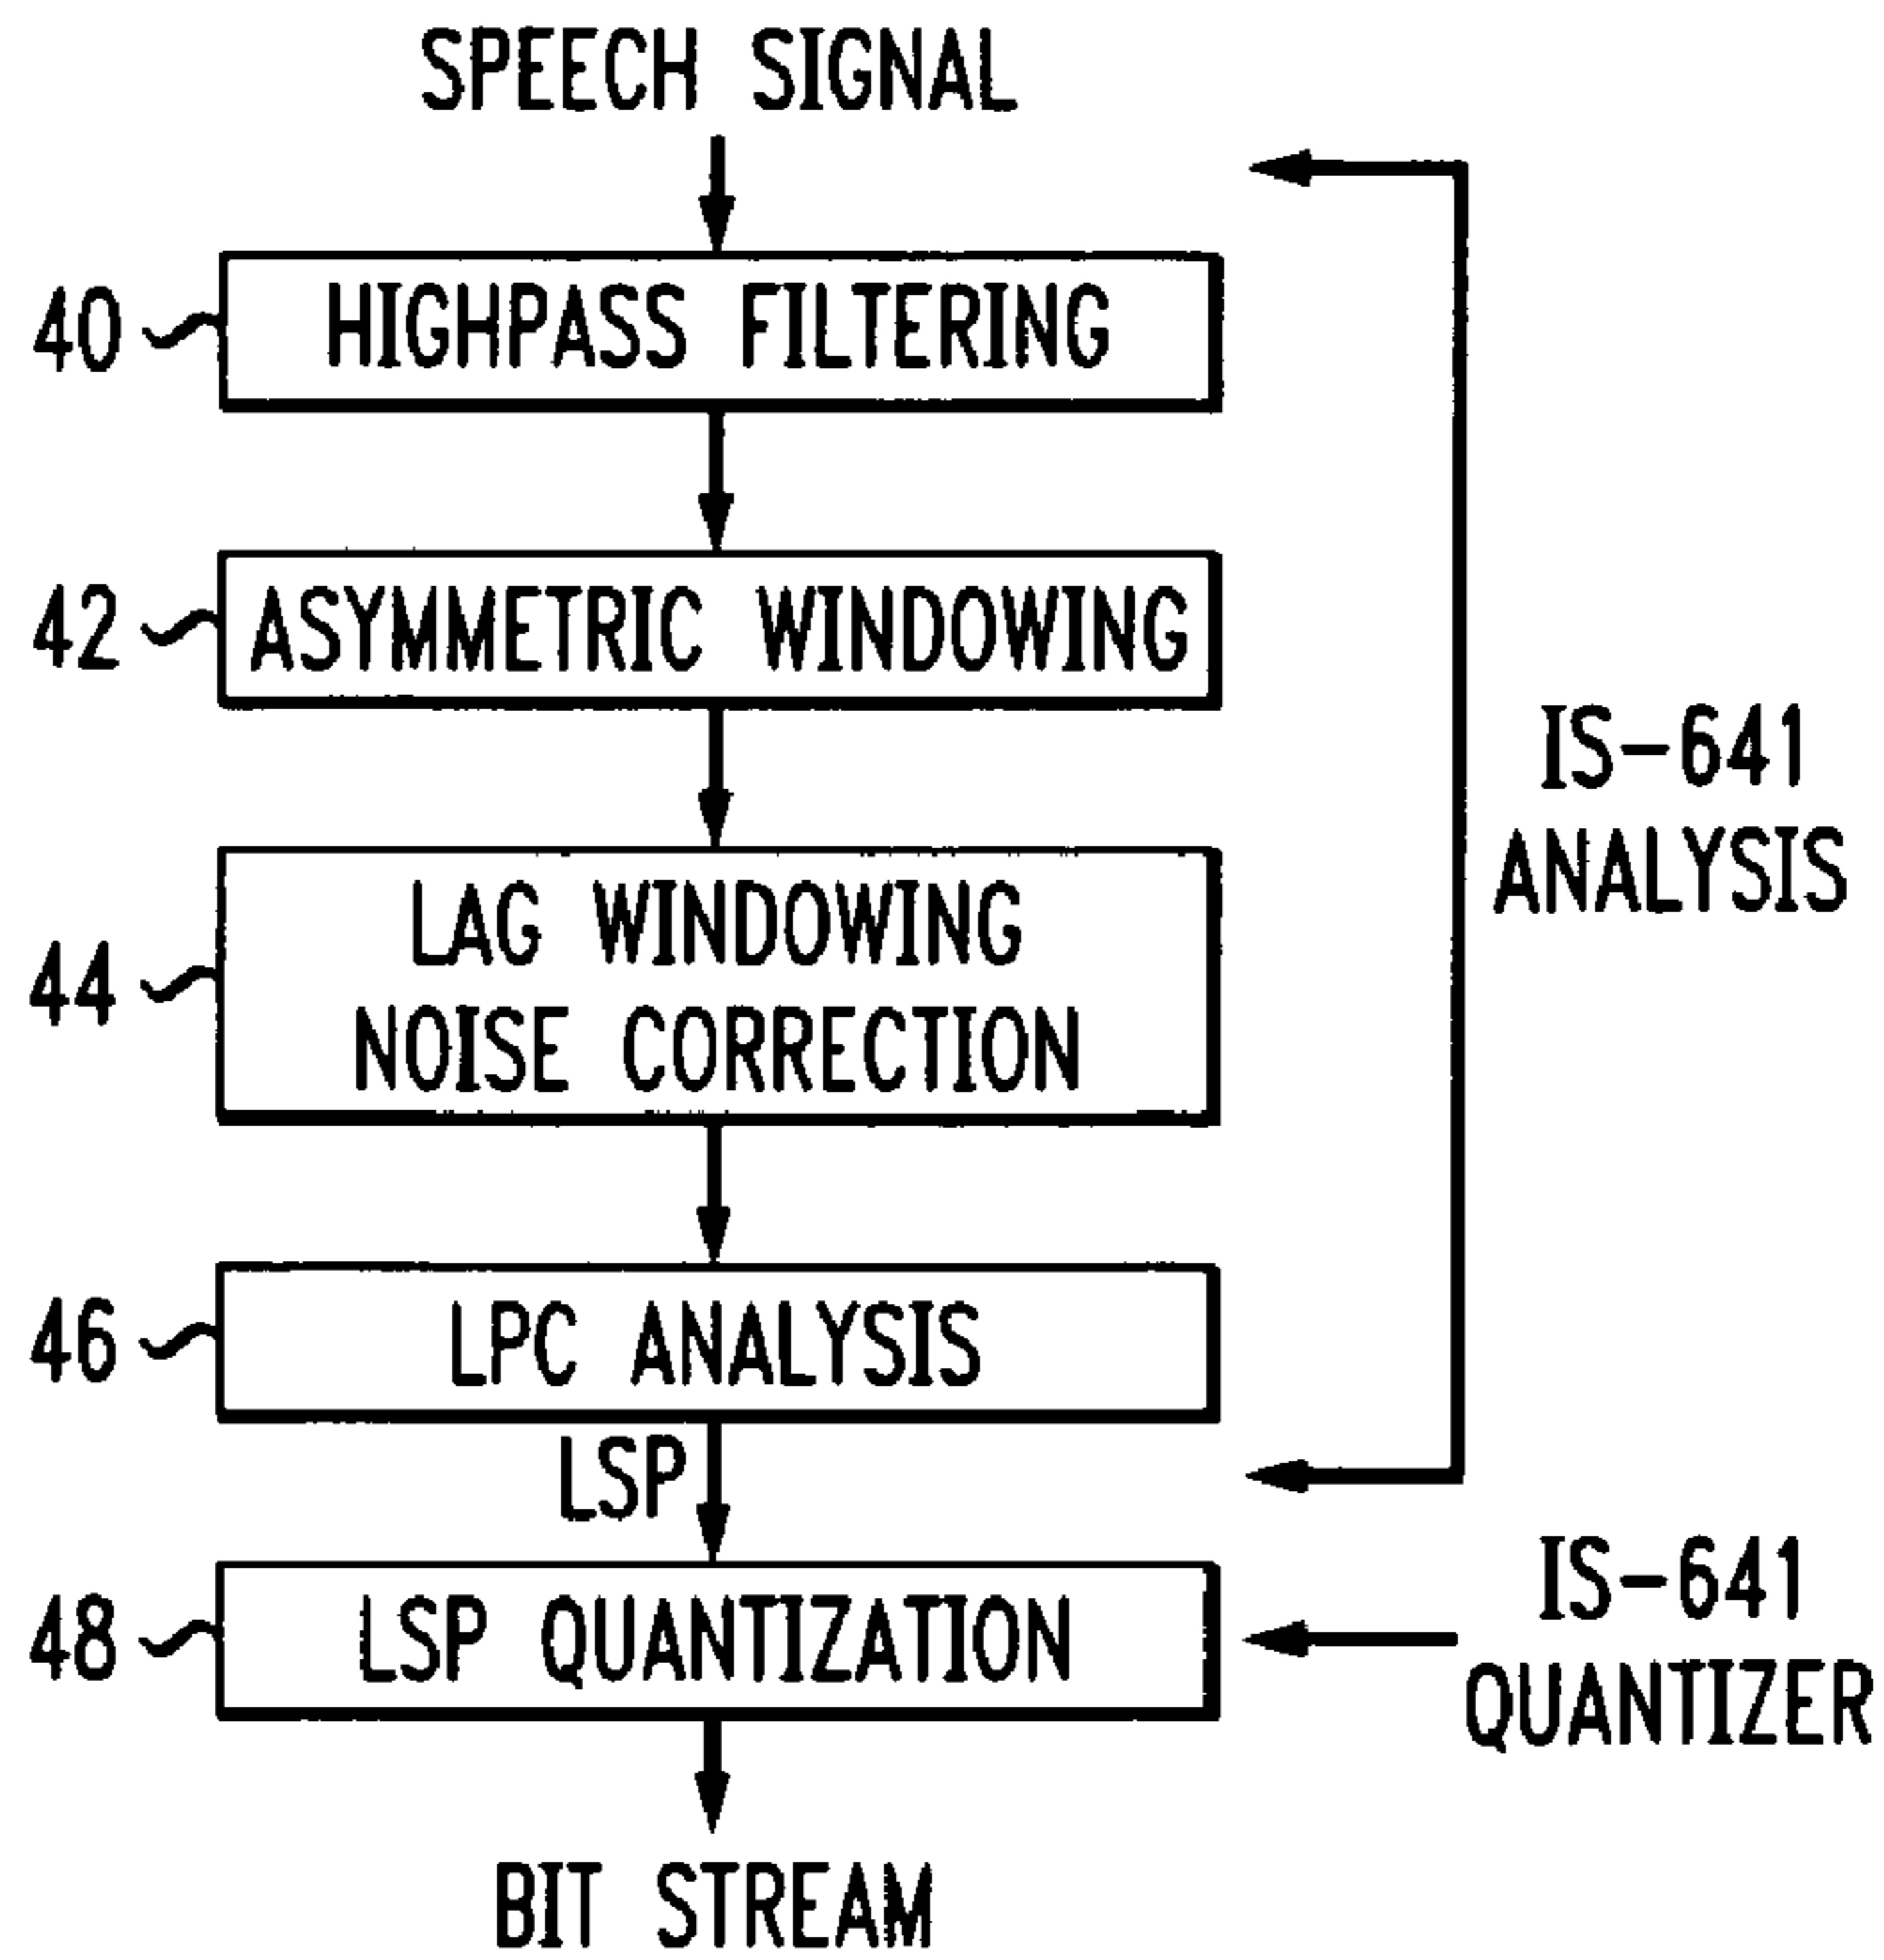 SPEECH SIGNAL
40
HIGHPASS FILTERING
42
ASYMMETRIC WINDOWING
IS-641
ANALYSIS
44
LAG WINDOWING
NOISE CORRECTION
46
LPC ANALYSIS
LSP
48
LSP QUANTIZATION
IS-641
QUANTIZER
BIT STREAM